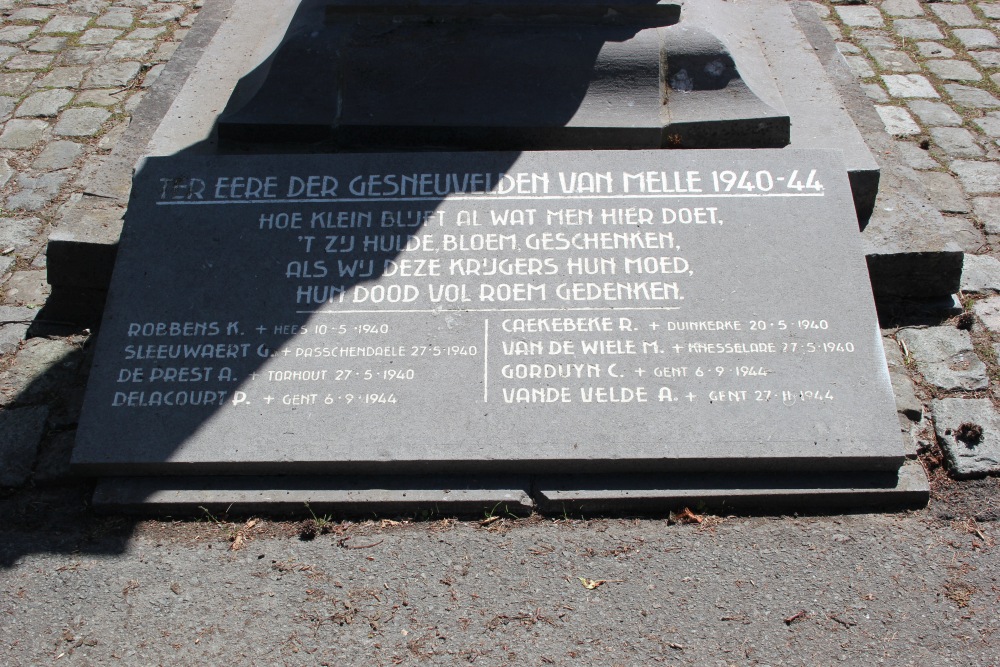 TER EERE DER GESNEUVELDEN VAN MELLE 1940-44
HOE KLEIN BLIJFT AL WAT MEN HIER DOET,
'T ZIJ HULDE, BLOEM, GESCHENKEN,
ALS WIJ DEZE KRIJGERS HUN MOED,
HUN DOOD VOL ROEM GEDENKEN.
ROBBENS K. + HEES 10-5-1940
SLEEUWAERT G. + PASSCHENDAELE 27-5-1940
DE PREST A. + TORHOUT 27-5-1940
DELACOURT P. + GENT 6-9-1944
CAEKEBEKE R. + DUINKERKE 20-5-1940
VAN DE WIELE M. + KNESSELARE 27-5-1940
GORDUYN C. + GENT 6-9-1944
VANDE VELDE A. + GENT 27-11-1944